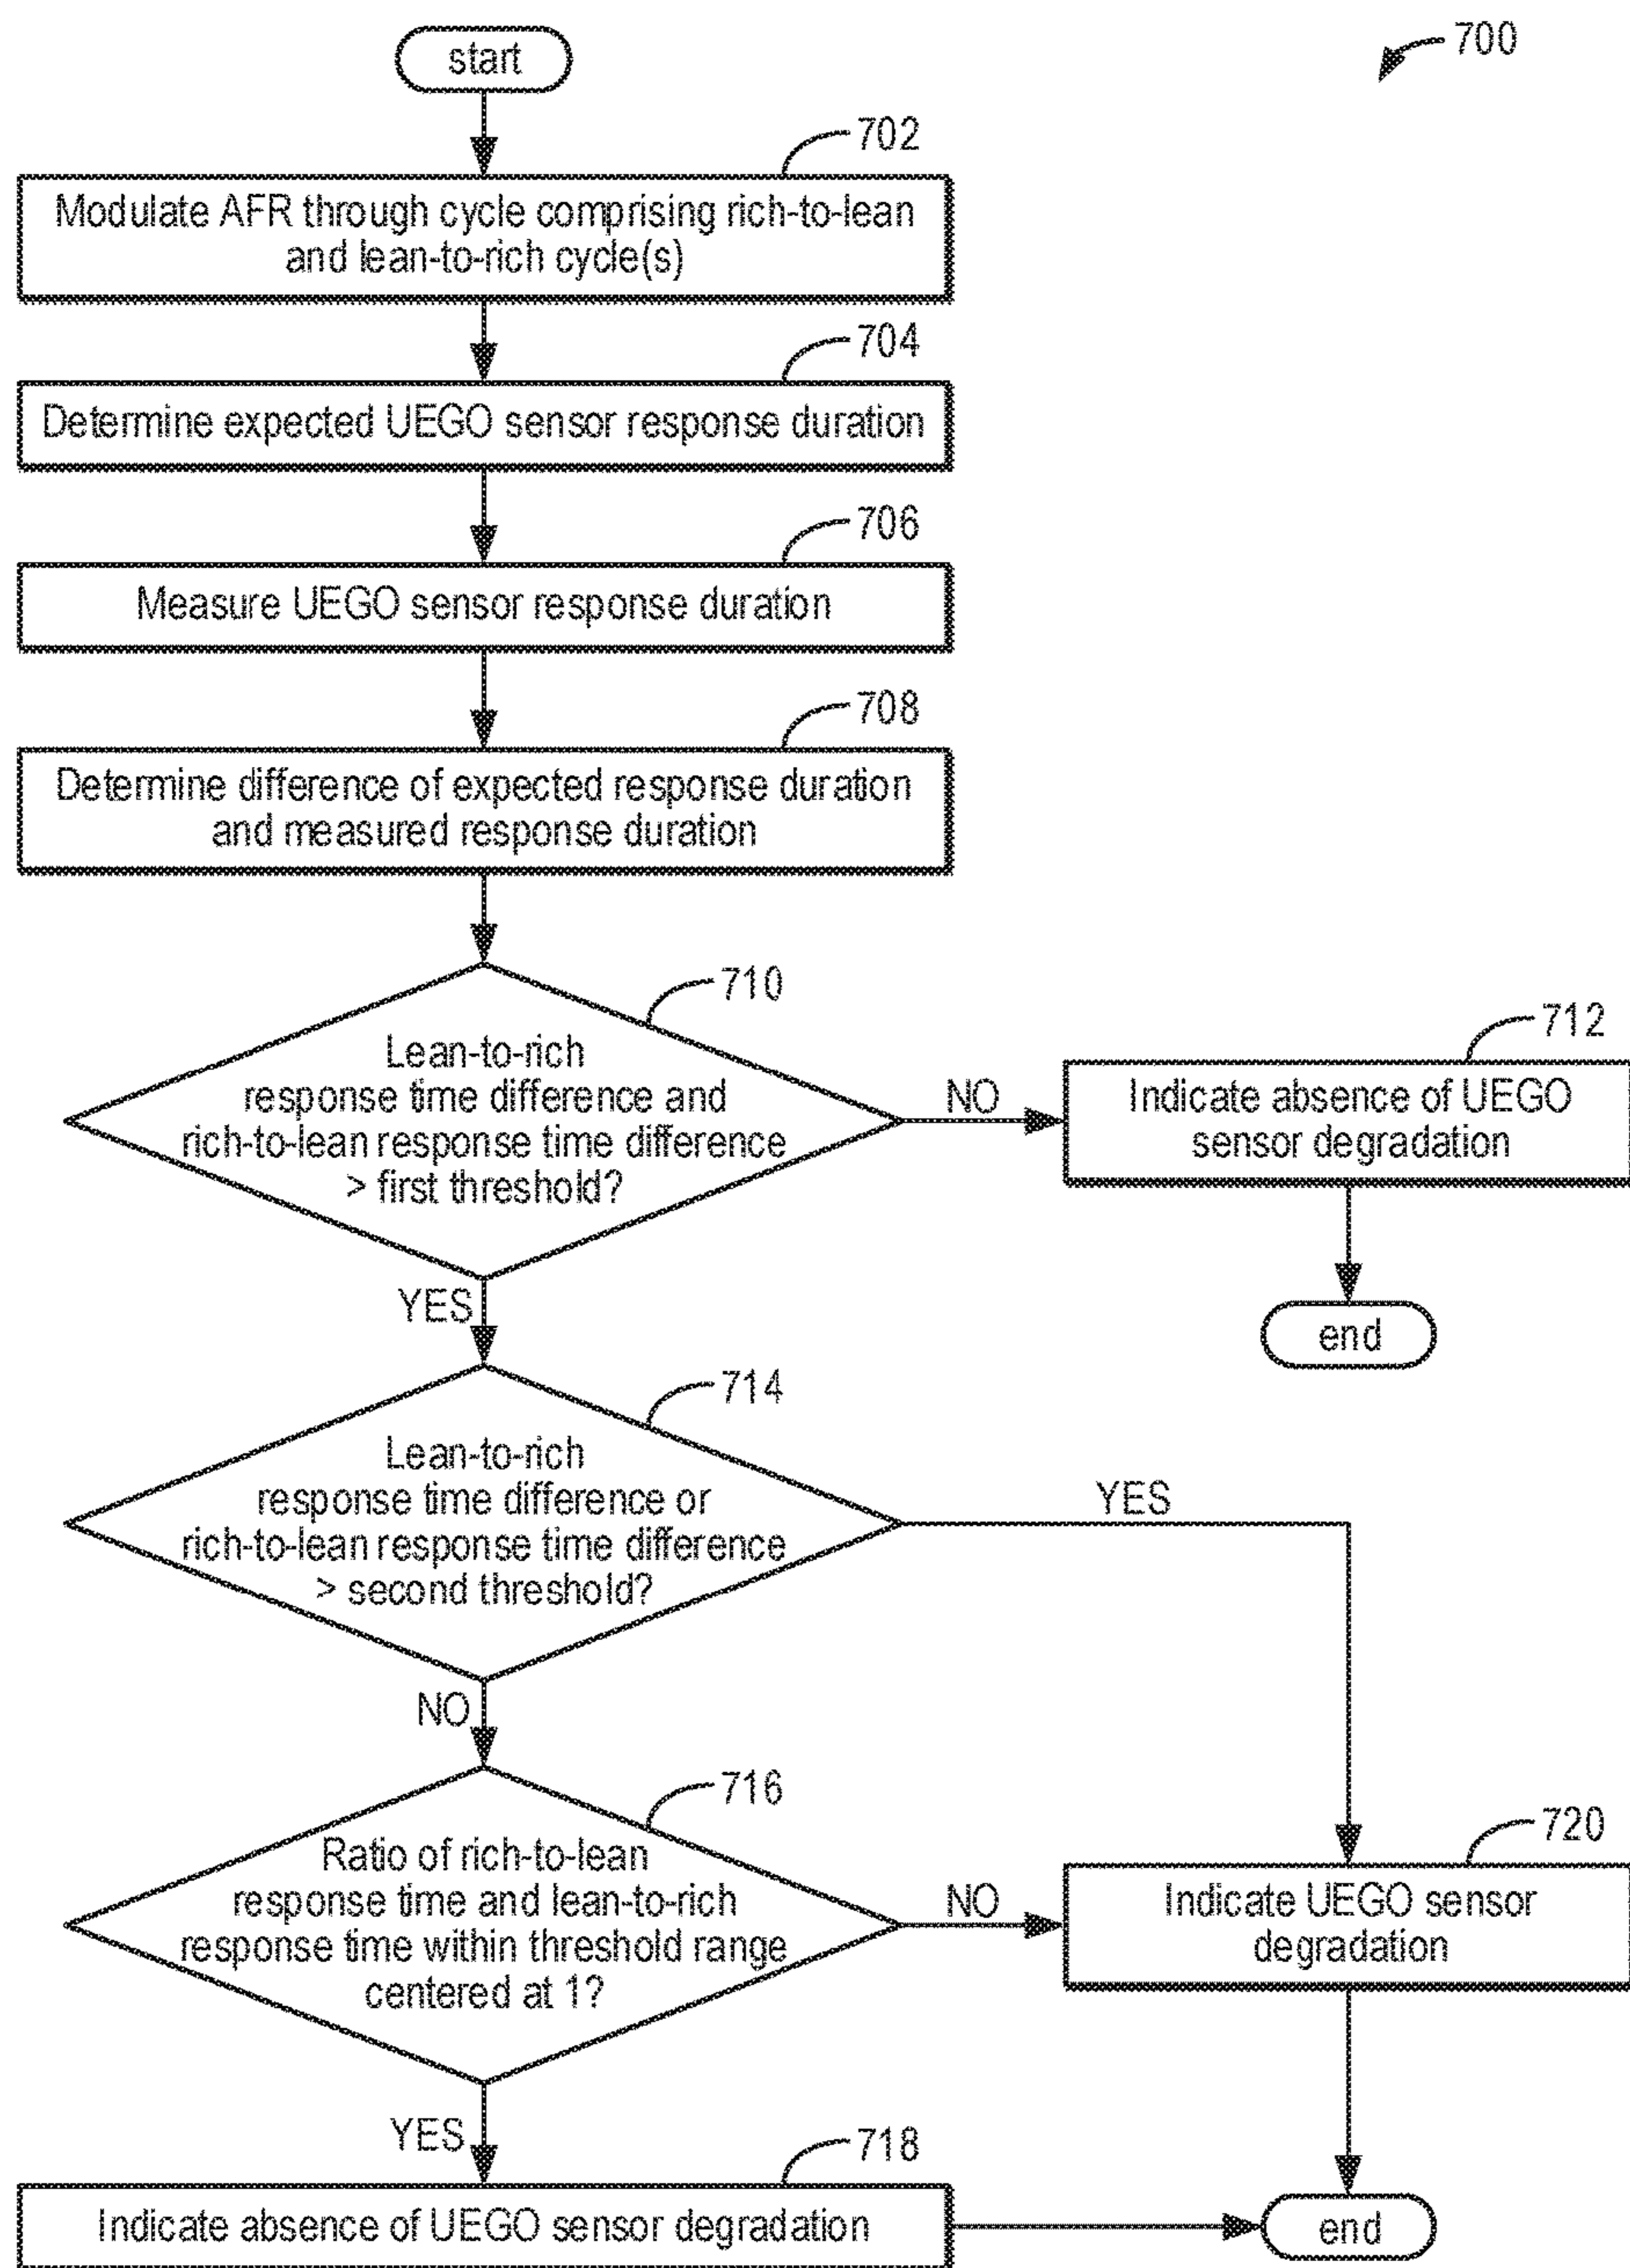 start
700
702
Modulate AFR through cycle comprising rich-to-lean
and lean-to-rich cycle(s)
704
Determine expected UEGO sensor response duration
706
Measure UEGO sensor response duration
708
Determine difference of expected response duration
and measured response duration
710
Lean-to-rich
response time difference and
rich-to-lean response time difference
> first threshold?
NO
712
Indicate absence of UEGO
sensor degradation
end
YES
714
Lean-to-rich
response time difference or
rich-to-lean response time difference
> second threshold?
YES
NO
716
Ratio of rich-to-lean
response time and lean-to-rich
response time within threshold range
centered at 1?
NO
720
Indicate UEGO sensor
degradation
YES
718
Indicate absence of UEGO sensor degradation
end